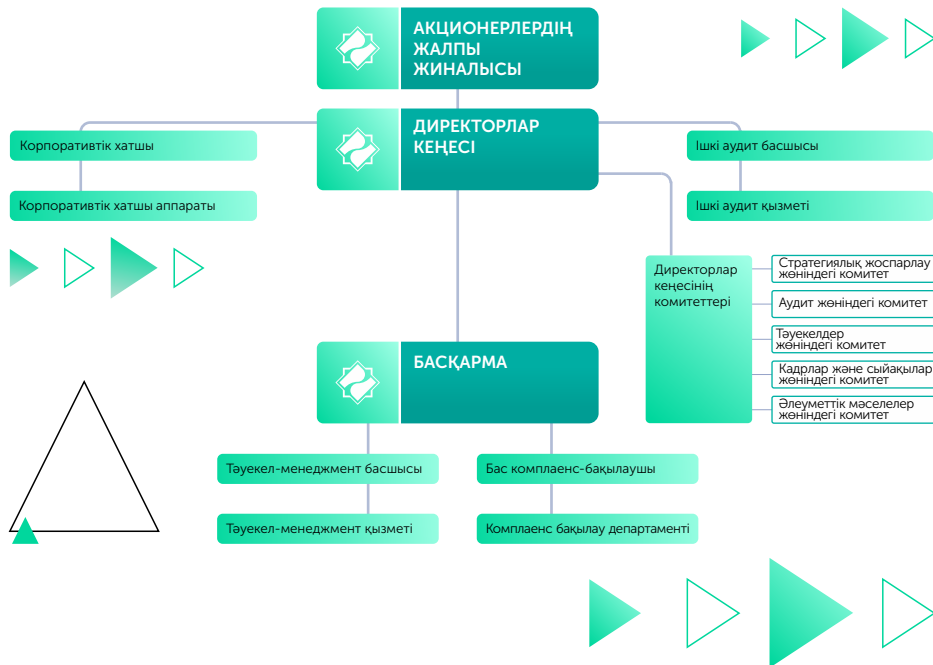 АКЦИОНЕРЛЕРДІҢ
ЖАЛПЫ
ЖИНАЛЫСЫ
ДИРЕКТОРЛАР
КЕҢЕСІ
Корпоративтік хатшы
Корпоративтік хатшы аппараты
Ішкі аудит басшысы
Ішкі аудит қызметі
Директорлар
кеңесінің
комитеттері
Стратегиялық жоспарлау
жөніндегі комитет
Аудит жөніндегі комитет
Тәуекелдер
жөніндегі комитет
Кадрлар және сыйақылар
жөніндегі комитет
Әлеуметтік мәселелер
жөніндегі комитет
БАСҚАРМА
Тәуекел-менеджмент басшысы
Тәуекел-менеджмент қызметі
Бас комплаенс-бақылаушы
Комплаенс бақылау департаменті